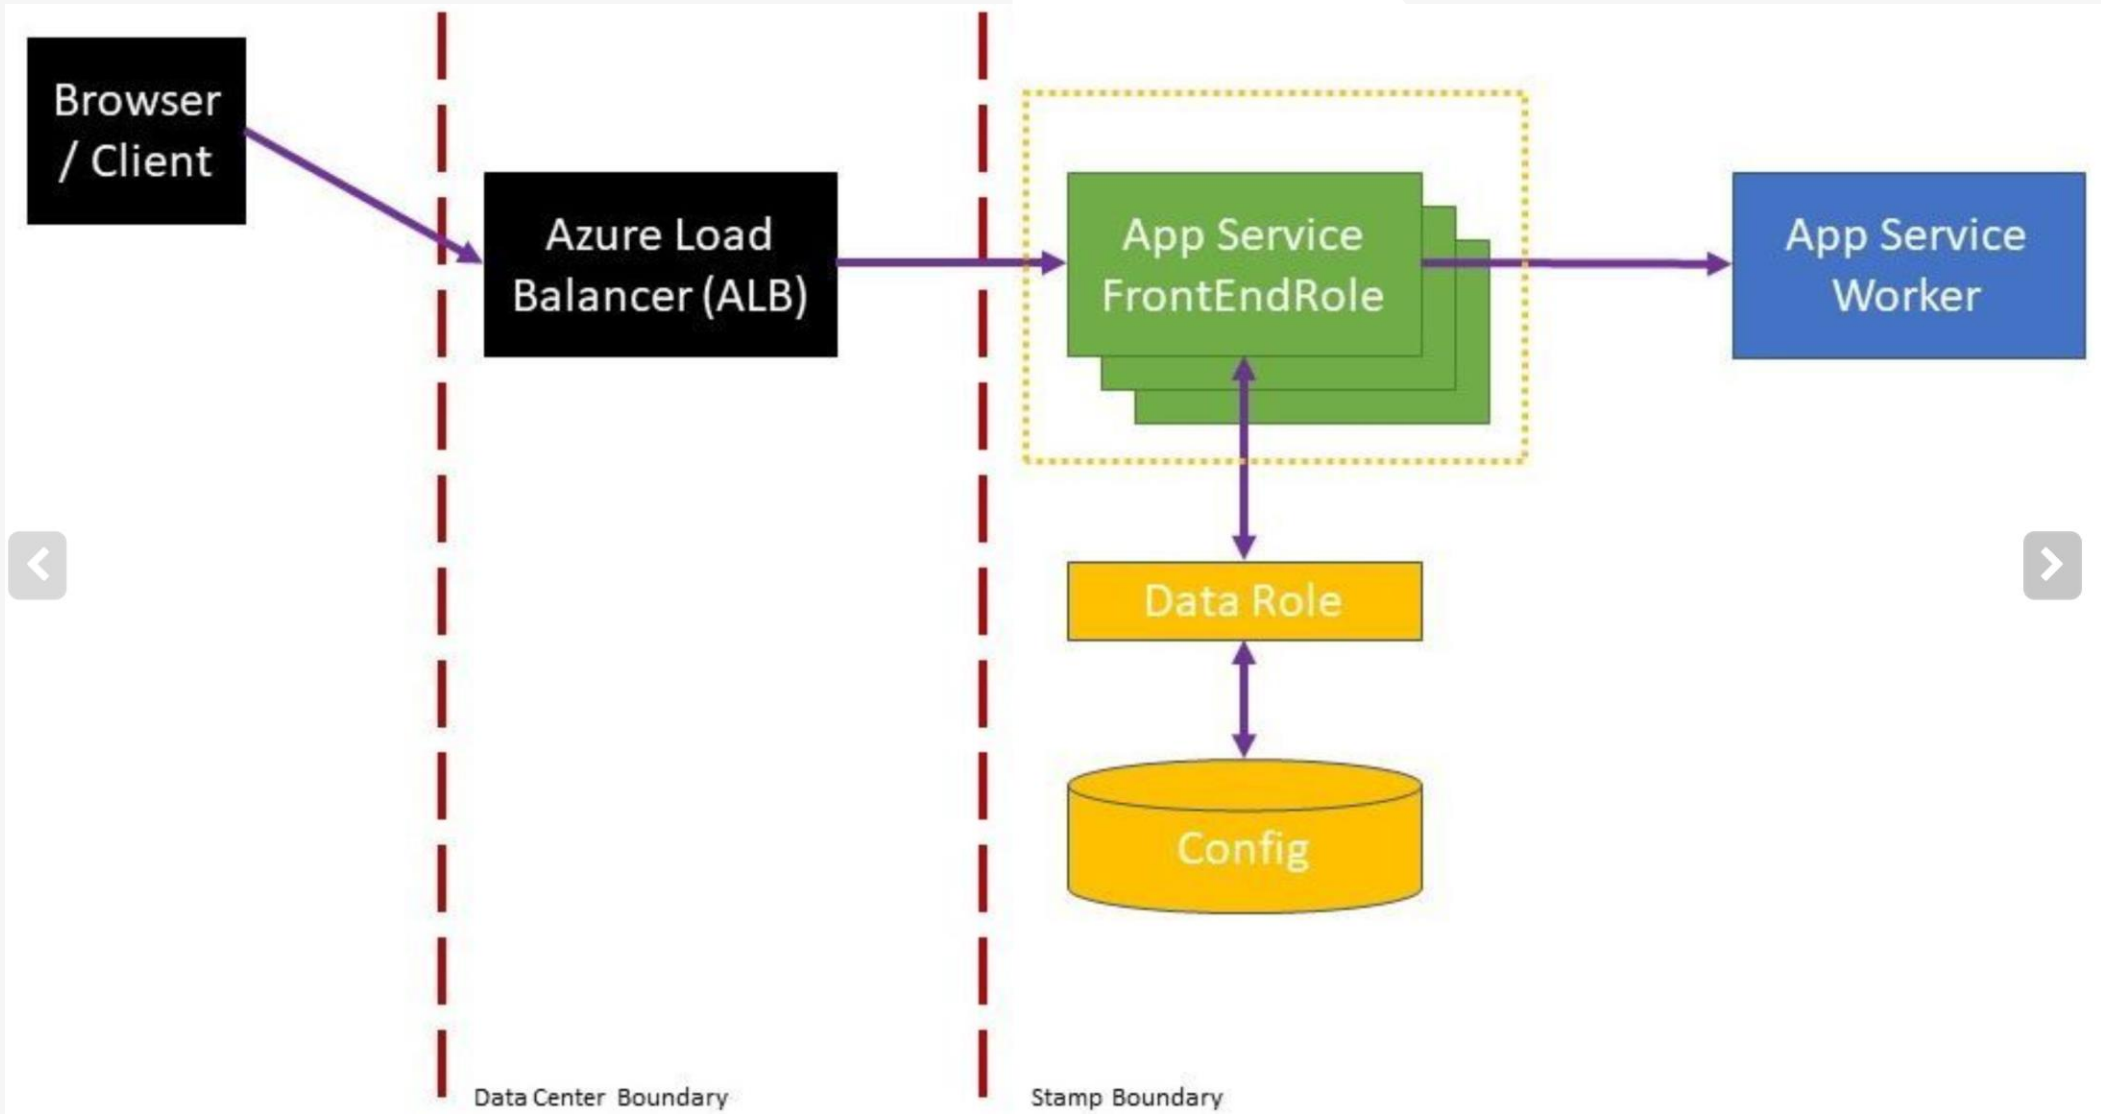 Browser
/ Client
Azure Load
Balancer (ALB)
App Service
FrontEndRole
App Service
Worker
Data Role
Config
Data Center Boundary
Stamp Boundary